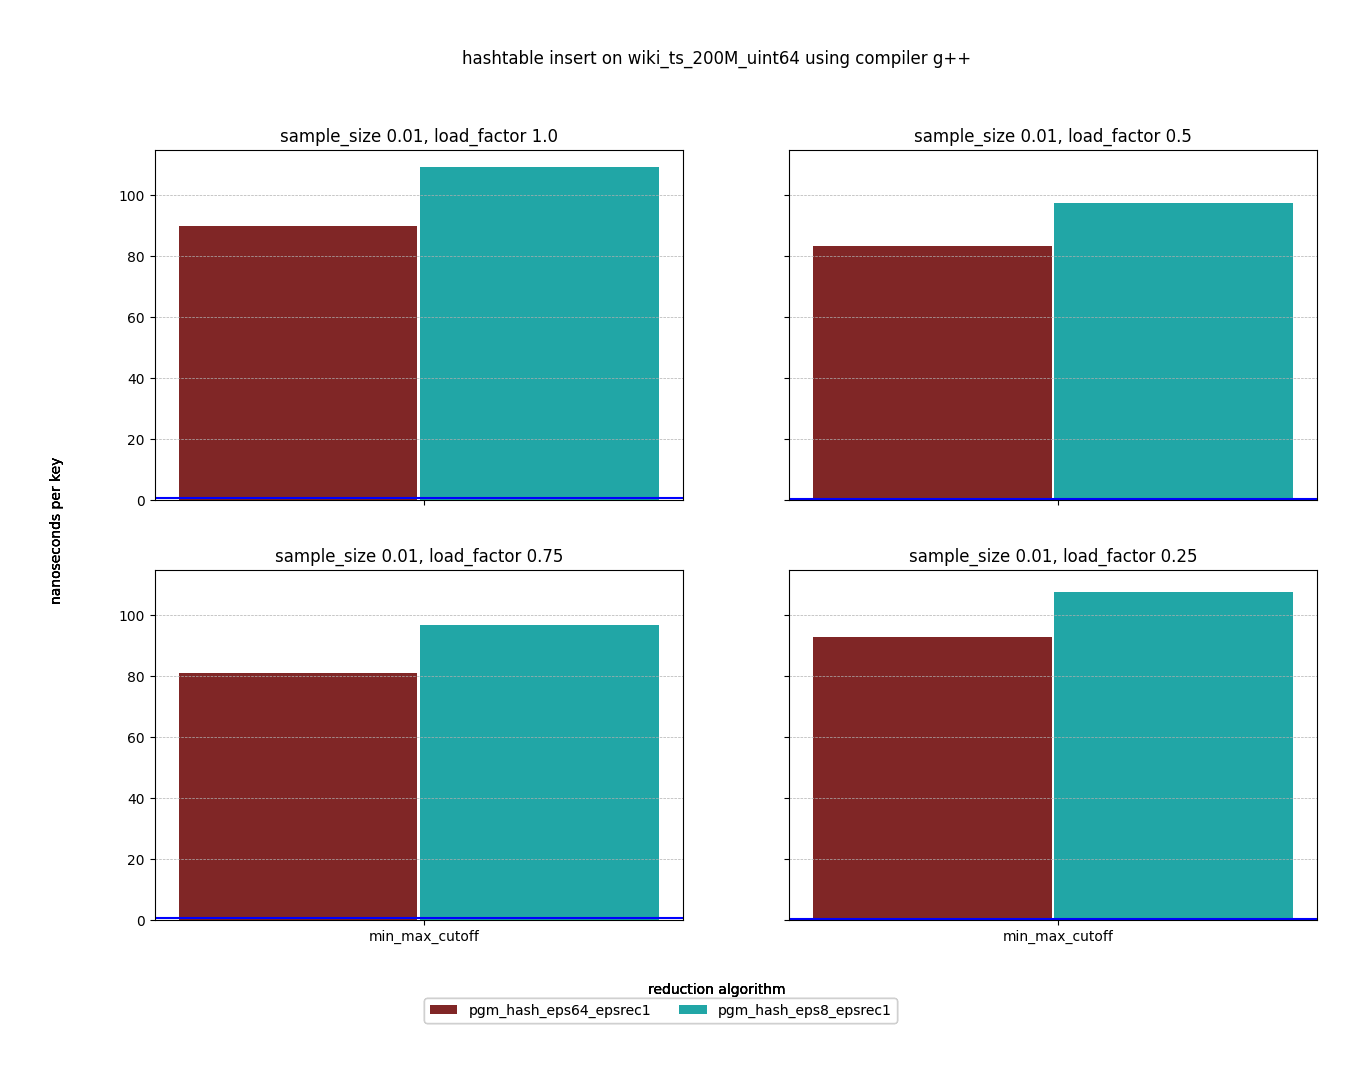 hashtable insert on wiki_ts_200M_uint64 using compiler g++
sample_size 0.01, load_factor 1.0
sample_size 0.01, load_factor 0.5
100
80
60
40
20
0
nanoseconds per key
sample_size 0.01, load_factor 0.75
sample_size 0.01, load_factor 0.25
100
80
60
40
20
0
min_max_cutoff
min_max_cutoff
reduction algorithm
pgm_hash_eps64_epsrec1
pgm_hash_eps8_epsrec1